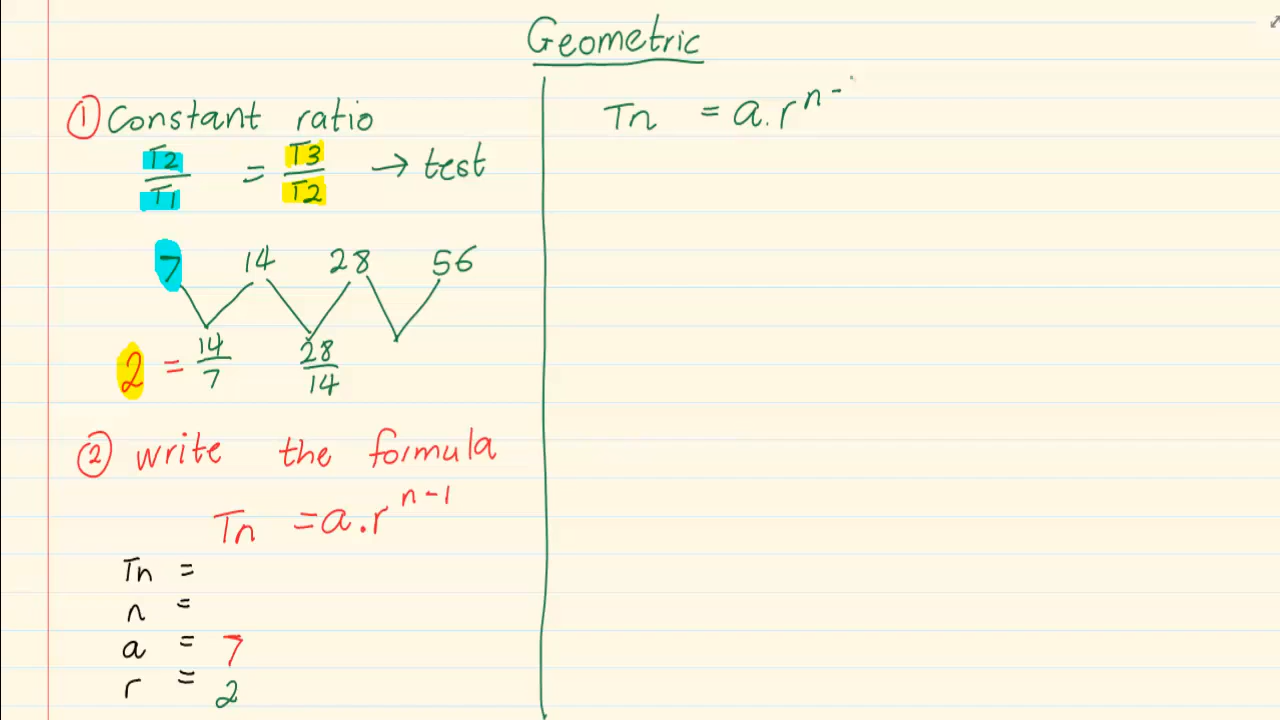 Geometric
① Constant ratio
T2/T1 = T3/T2 → test
7 14 28 56
2 = 14/7 28/14
② write the formula
Tn = a.r^n-1
Tn =
n =
a = 7
r = 2
Tn = a.r^n-